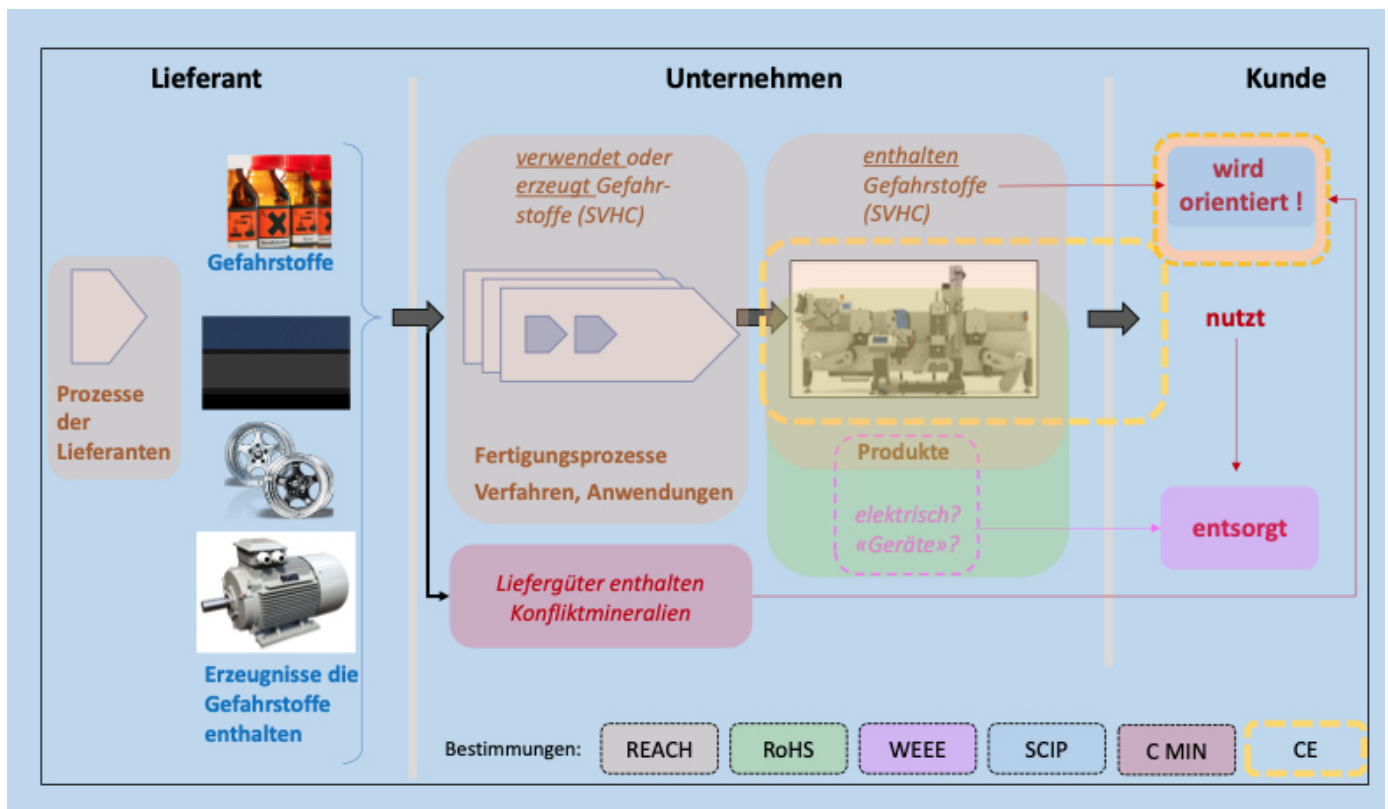 Lieferant
Unternehmen
Kunde
Gefahrstoffe
Prozesse
der
Lieferanten
Erzeugnisse die
Gefahrstoffe
enthalten
verwendet oder
erzeugt Gefahr-
stoffe (SVHC)
Fertigungsprozesse
Verfahren, Anwendungen
Liefergüter enthalten
Konfliktmineralien
enthalten
Gefahrstoffe
(SVHC)
Produkte
elektrisch?
«Geräte»?
wird
orientiert !
nutzt
entsorgt
Bestimmungen:
REACH
RoHS
WEEE
SCIP
C MIN
CE